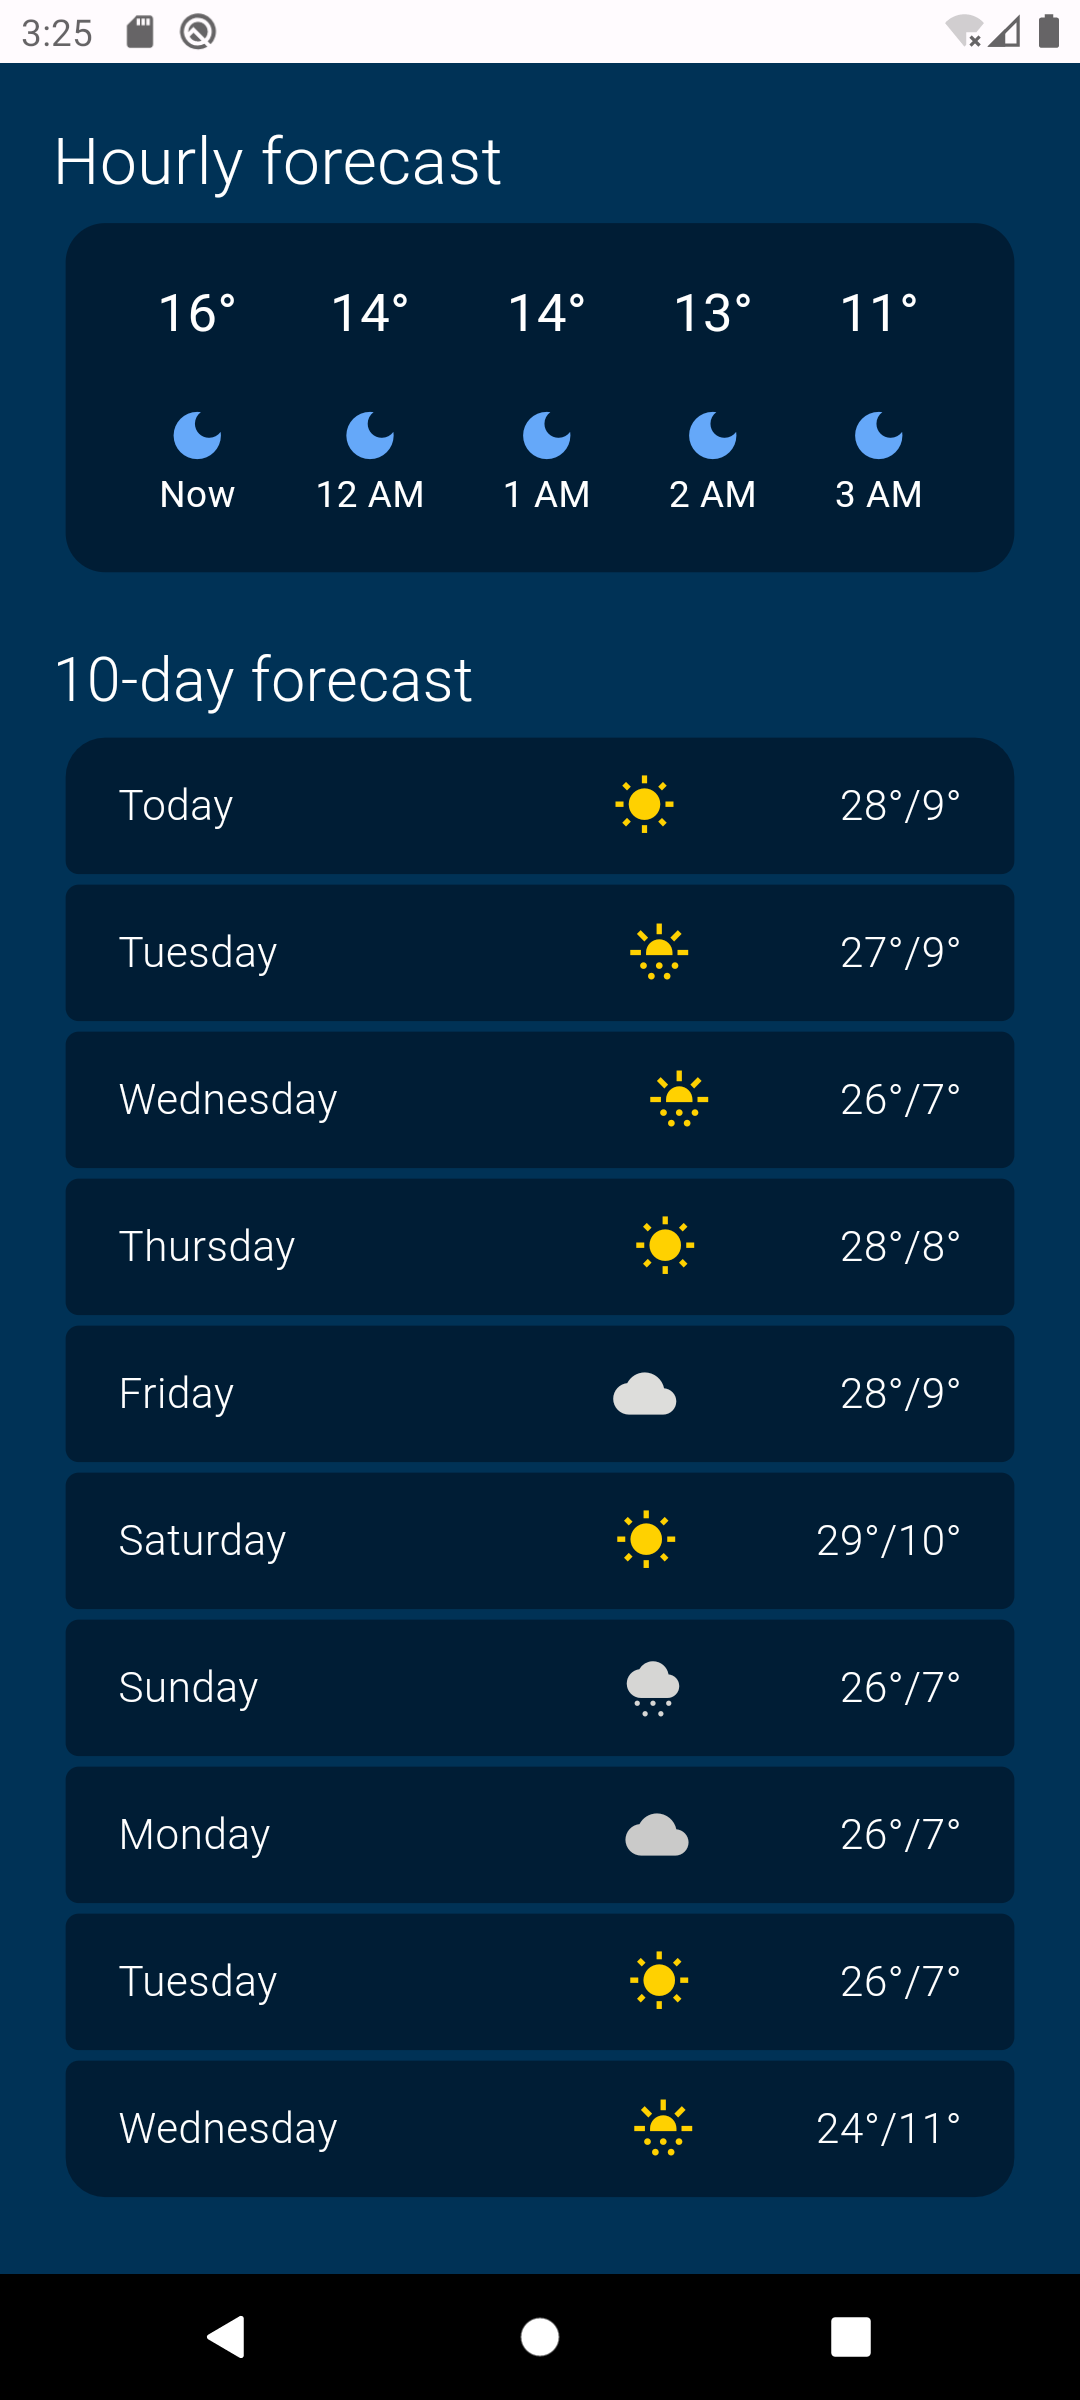 3:25
Hourly forecast
16° 14° 14° 13° 11°
Now 12 AM 1 AM 2 AM 3 AM
10-day forecast
Today 28°/9°
Tuesday 27°/9°
Wednesday 26°/7°
Thursday 28°/8°
Friday 28°/9°
Saturday 29°/10°
Sunday 26°/7°
Monday 26°/7°
Tuesday 26°/7°
Wednesday 24°/11°